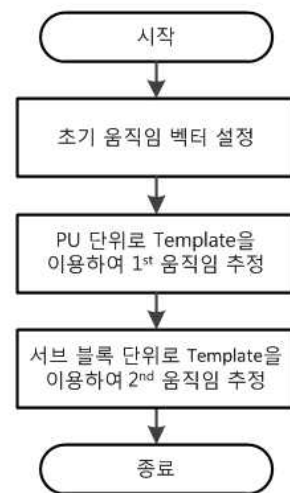 시작
초기 움직임 벡터 설정
PU 단위로 Template을
이용하여 1st 움직임 추정
서브 블록 단위로 Template을
이용하여 2nd 움직임 추정
종료